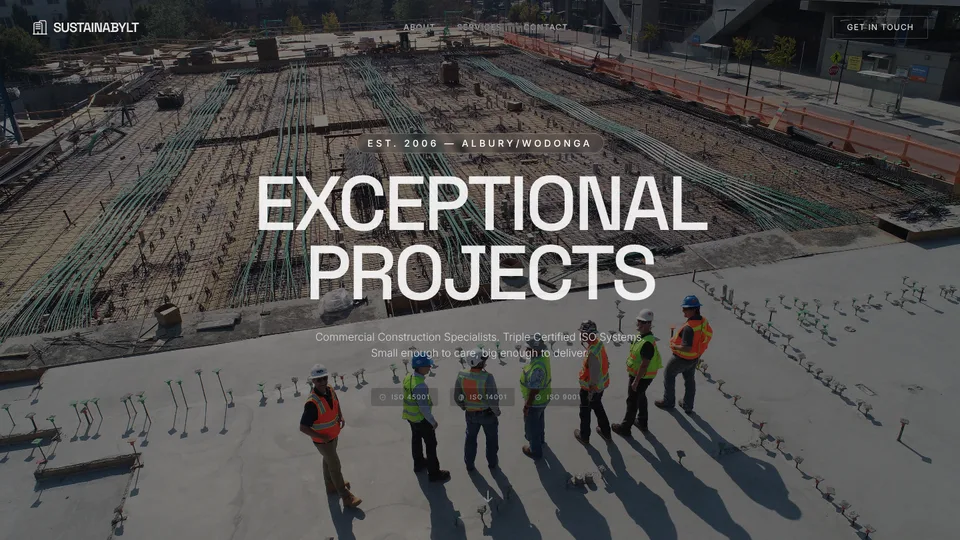 SUSTAINABYLT
ABOUT SERVICES CONTACT
GET IN TOUCH
EST. 2006 — ALBURY/WODONGA
EXCEPTIONAL
PROJECTS
Commercial Construction Specialists. Triple Certified ISO Systems.
Small enough to care, big enough to deliver.
ISO 45001 ISO 14001 ISO 9001